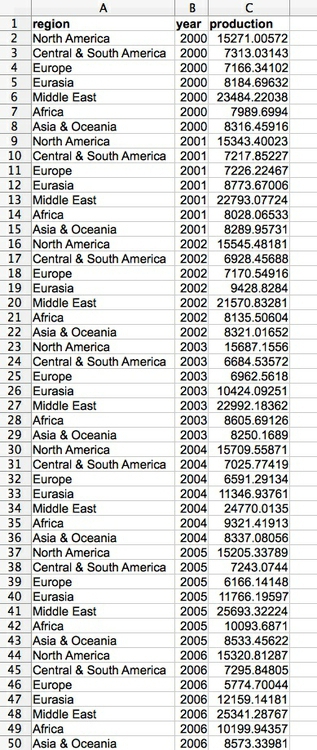 A B C
1 region year production
2 North America 2000 15271.00572
3 Central & South America 2000 7313.03143
4 Europe 2000 7166.34102
5 Eurasia 2000 8184.69632
6 Middle East 2000 23484.22038
7 Africa 2000 7989.6994
8 Asia & Oceania 2000 8316.45916
9 North America 2001 15343.40023
10 Central & South America 2001 7217.85227
11 Europe 2001 7226.22467
12 Eurasia 2001 8773.67006
13 Middle East 2001 22793.07724
14 Africa 2001 8028.06533
15 Asia & Oceania 2001 8289.95731
16 North America 2002 15545.48181
17 Central & South America 2002 6928.45688
18 Europe 2002 7170.54916
19 Eurasia 2002 9428.8284
20 Middle East 2002 21570.83281
21 Africa 2002 8135.50604
22 Asia & Oceania 2002 8321.01652
23 North America 2003 15687.1556
24 Central & South America 2003 6684.53572
25 Europe 2003 6962.5618
26 Eurasia 2003 10424.09251
27 Middle East 2003 22992.18362
28 Africa 2003 8605.69126
29 Asia & Oceania 2003 8250.1689
30 North America 2004 15709.55871
31 Central & South America 2004 7025.77419
32 Europe 2004 6591.29134
33 Eurasia 2004 11346.93761
34 Middle East 2004 24770.0135
35 Africa 2004 9321.41913
36 Asia & Oceania 2004 8337.08056
37 North America 2005 15205.33789
38 Central & South America 2005 7243.0744
39 Europe 2005 6166.14148
40 Eurasia 2005 11766.19597
41 Middle East 2005 25693.32224
42 Africa 2005 10093.6871
43 Asia & Oceania 2005 8533.45622
44 North America 2006 15320.81287
45 Central & South America 2006 7295.84805
46 Europe 2006 5774.70044
47 Eurasia 2006 12159.14181
48 Middle East 2006 25341.28767
49 Africa 2006 10199.94357
50 Asia & Oceania 2006 8573.33981